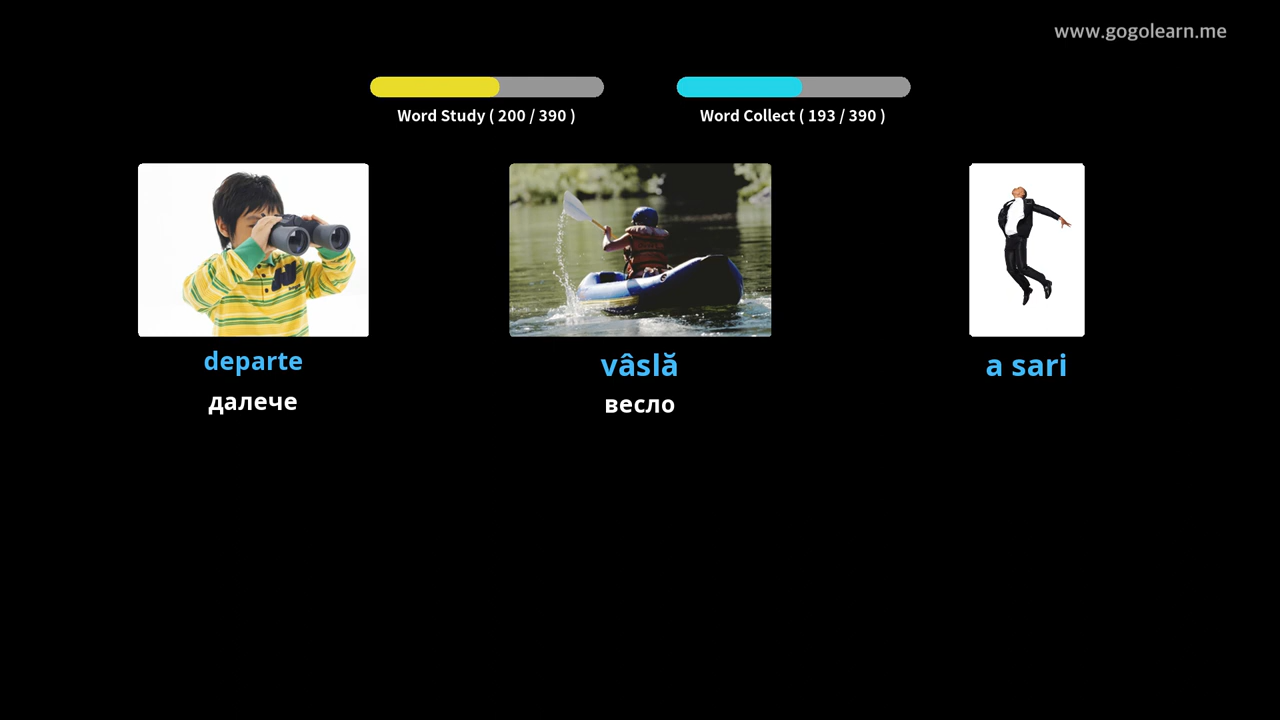 www.gogolearn.me
Word Study ( 200 / 390 )
Word Collect ( 193 / 390 )
departe
vâslă
a sari
далече
весло